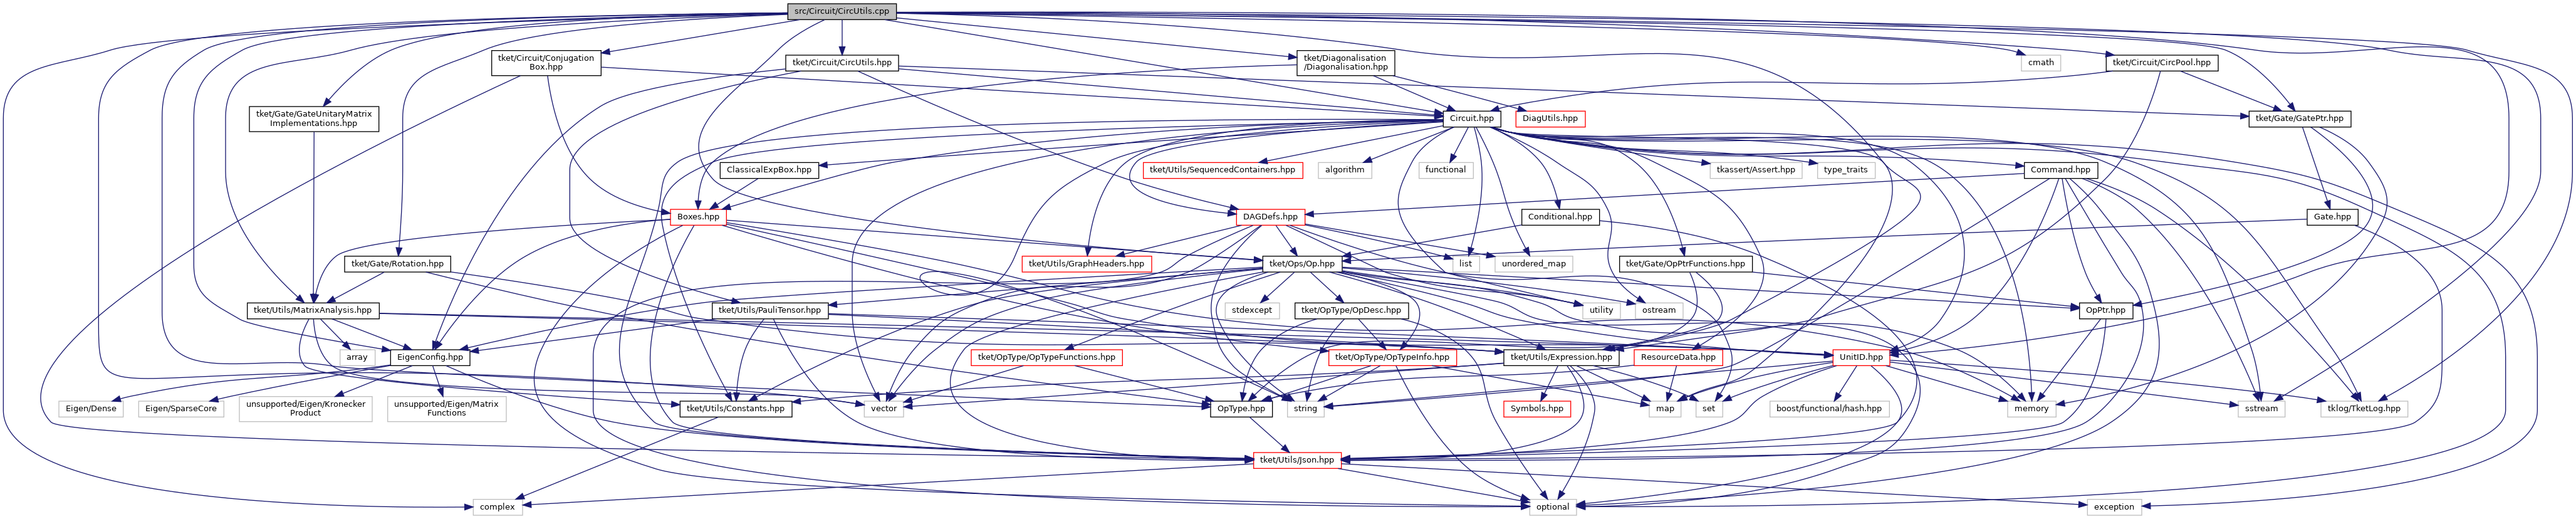 src/Circuit/CircUtils.cpp
tket/Circuit/Conjugation
Box.hpp
tket/Circuit/CircUtils.hpp
tket/Diagonalisation
/Diagonalisation.hpp
cmath
tket/Circuit/CircPool.hpp
tket/Gate/GateUnitaryMatrix
Implementations.hpp
Circuit.hpp
DiagUtils.hpp
tket/Gate/GatePtr.hpp
ClassicalExpBox.hpp
tket/Utils/SequencedContainers.hpp
algorithm
functional
tkassert/Assert.hpp
type_traits
Command.hpp
Boxes.hpp
DAGDefs.hpp
Conditional.hpp
Gate.hpp
tket/Gate/Rotation.hpp
tket/Utils/GraphHeaders.hpp
tket/Ops/Op.hpp
list
unordered_map
tket/Gate/OpPtrFunctions.hpp
tket/Utils/MatrixAnalysis.hpp
tket/Utils/PauliTensor.hpp
stdexcept
tket/OpType/OpDesc.hpp
utility
ostream
OpPtr.hpp
array
EigenConfig.hpp
tket/OpType/OpTypeFunctions.hpp
tket/OpType/OpTypeInfo.hpp
tket/Utils/Expression.hpp
ResourceData.hpp
UnitID.hpp
Eigen/Dense
Eigen/SparseCore
unsupported/Eigen/Kronecker
Product
unsupported/Eigen/Matrix
Functions
tket/Utils/Constants.hpp
vector
OpType.hpp
string
Symbols.hpp
map
set
boost/functional/hash.hpp
memory
sstream
tklog/TketLog.hpp
tket/Utils/Json.hpp
complex
optional
exception